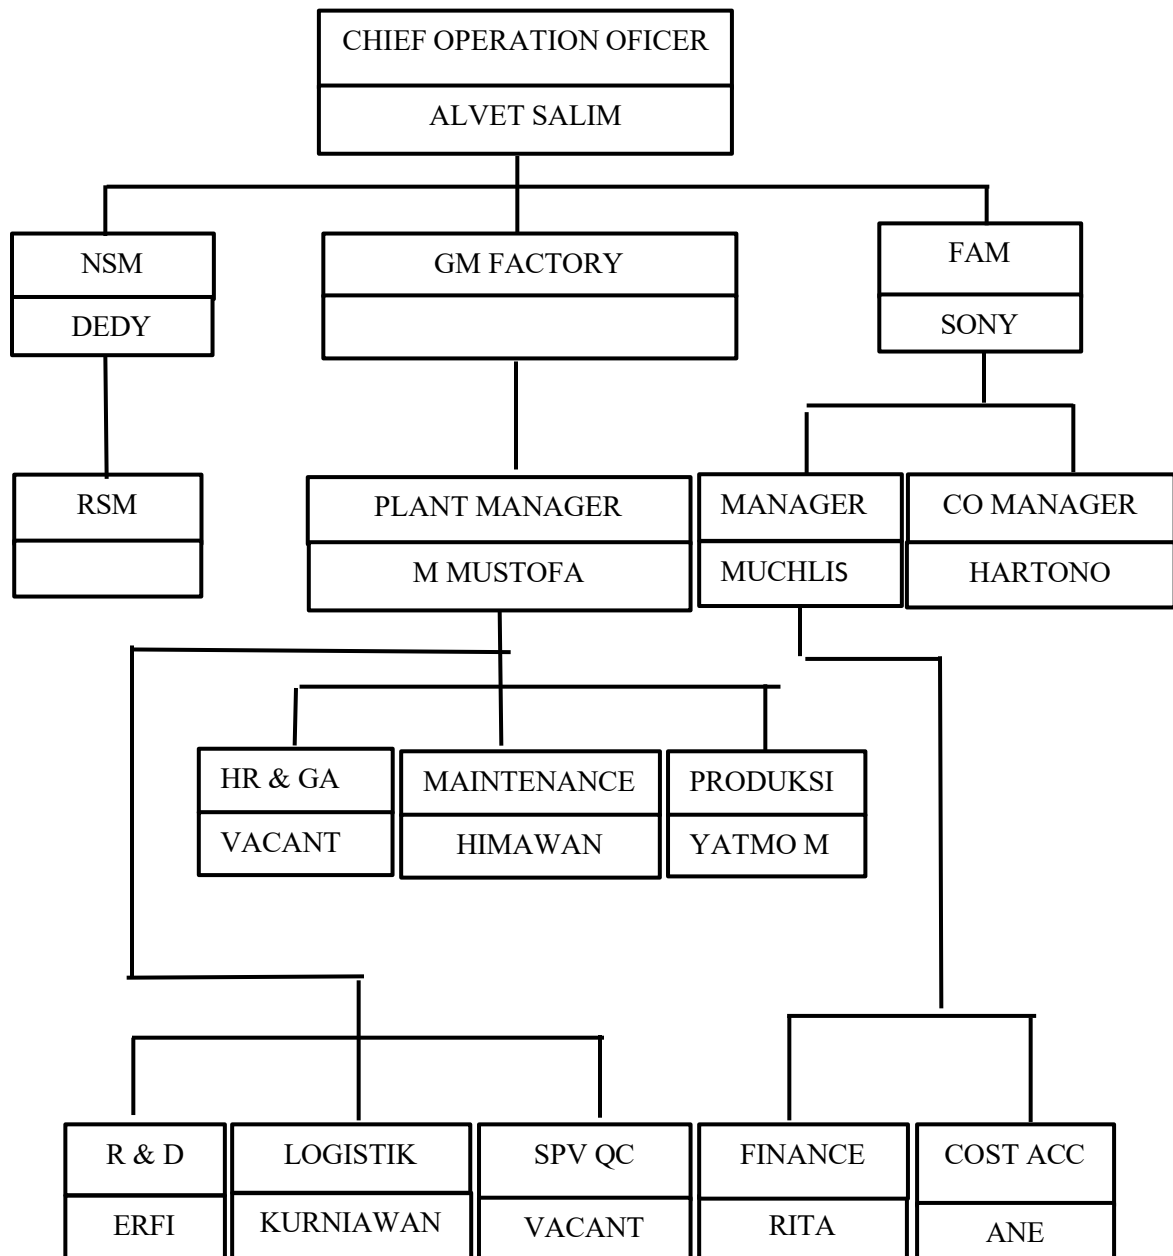 CHIEF OPERATION OFICER
ALVET SALIM
NSM
DEDY
GM FACTORY
FAM
SONY
RSM
PLANT MANAGER
M MUSTOFA
MANAGER
MUCHLIS
CO MANAGER
HARTONO
HR & GA
VACANT
MAINTENANCE
HIMAWAN
PRODUKSI
YATMO M
R & D
ERFI
LOGISTIK
KURNIAWAN
SPV QC
VACANT
FINANCE
RITA
COST ACC
ANE